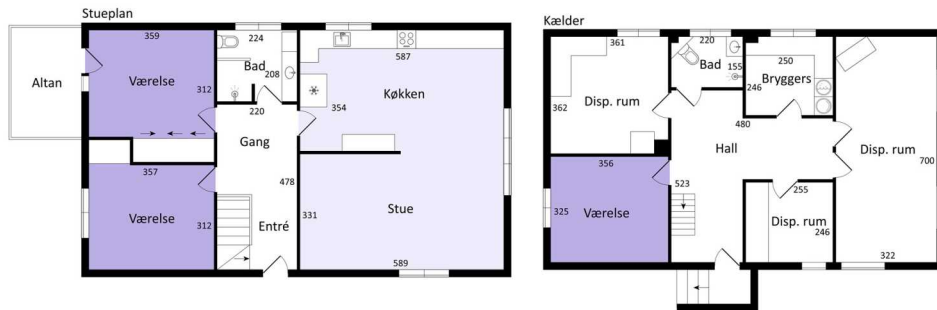 Stueplan
359
224
587
Altan
Værelse
Bad
208
312
220
354
Køkken
Gang
357
478
Værelse
312
331
Stue
Entré
589
Kælder
361
220
250
Bad
155
246
Bryggers
362
Disp. rum
480
356
Hall
Disp. rum
700
523
255
325
Værelse
Disp. rum
246
322